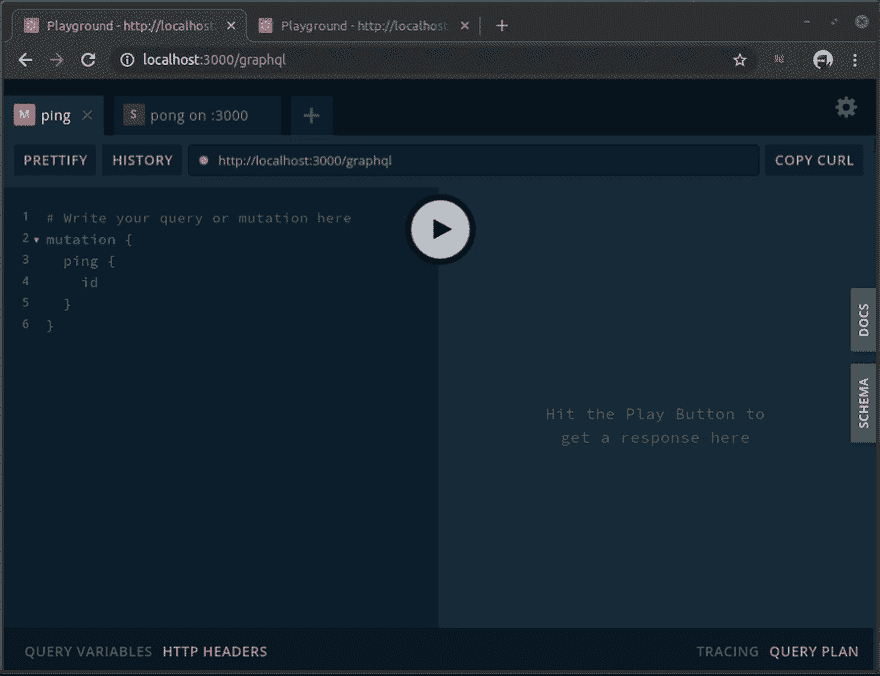 Playground - http://localhost: Playground - http://localhost:
localhost:3000/graphql
M ping S pong on :3000
PRETTIFY HISTORY http://localhost:3000/graphql COPY CURL
1 # Write your query or mutation here
2 mutation {
3 ping {
4 id
5 }
6 }
DOCS
SCHEMA
Hit the Play Button to
get a response here
QUERY VARIABLES HTTP HEADERS TRACING QUERY PLAN